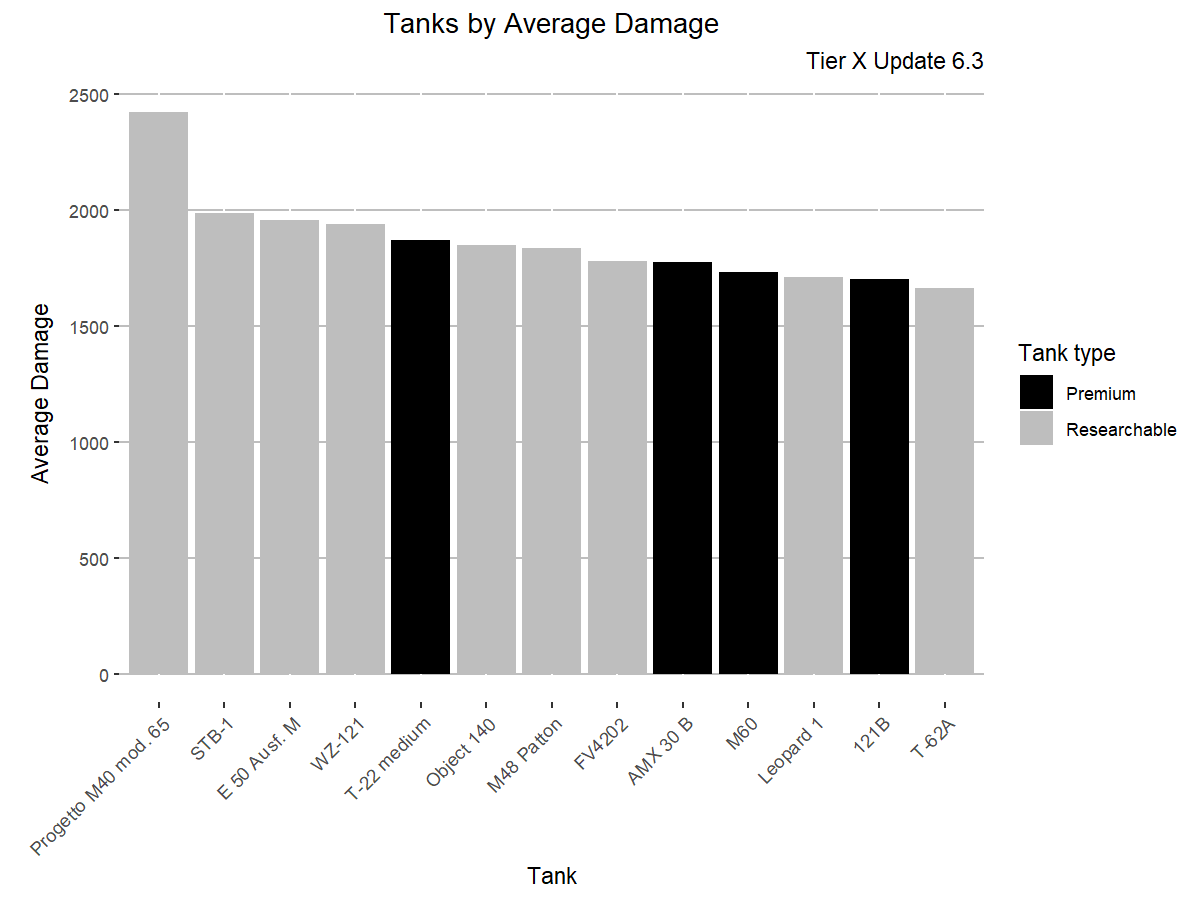 Tanks by Average Damage
Tier X Update 6.3
Average Damage
2500
2000
1500
1000
500
0
Progetto M40 mod. 65
STB-1
E 50 Ausf. M
WZ-121
T-22 medium
Object 140
M48 Patton
FV4202
AMX 30 B
M60
Leopard 1
121B
T-62A
Tank
Tank type
Premium
Researchable